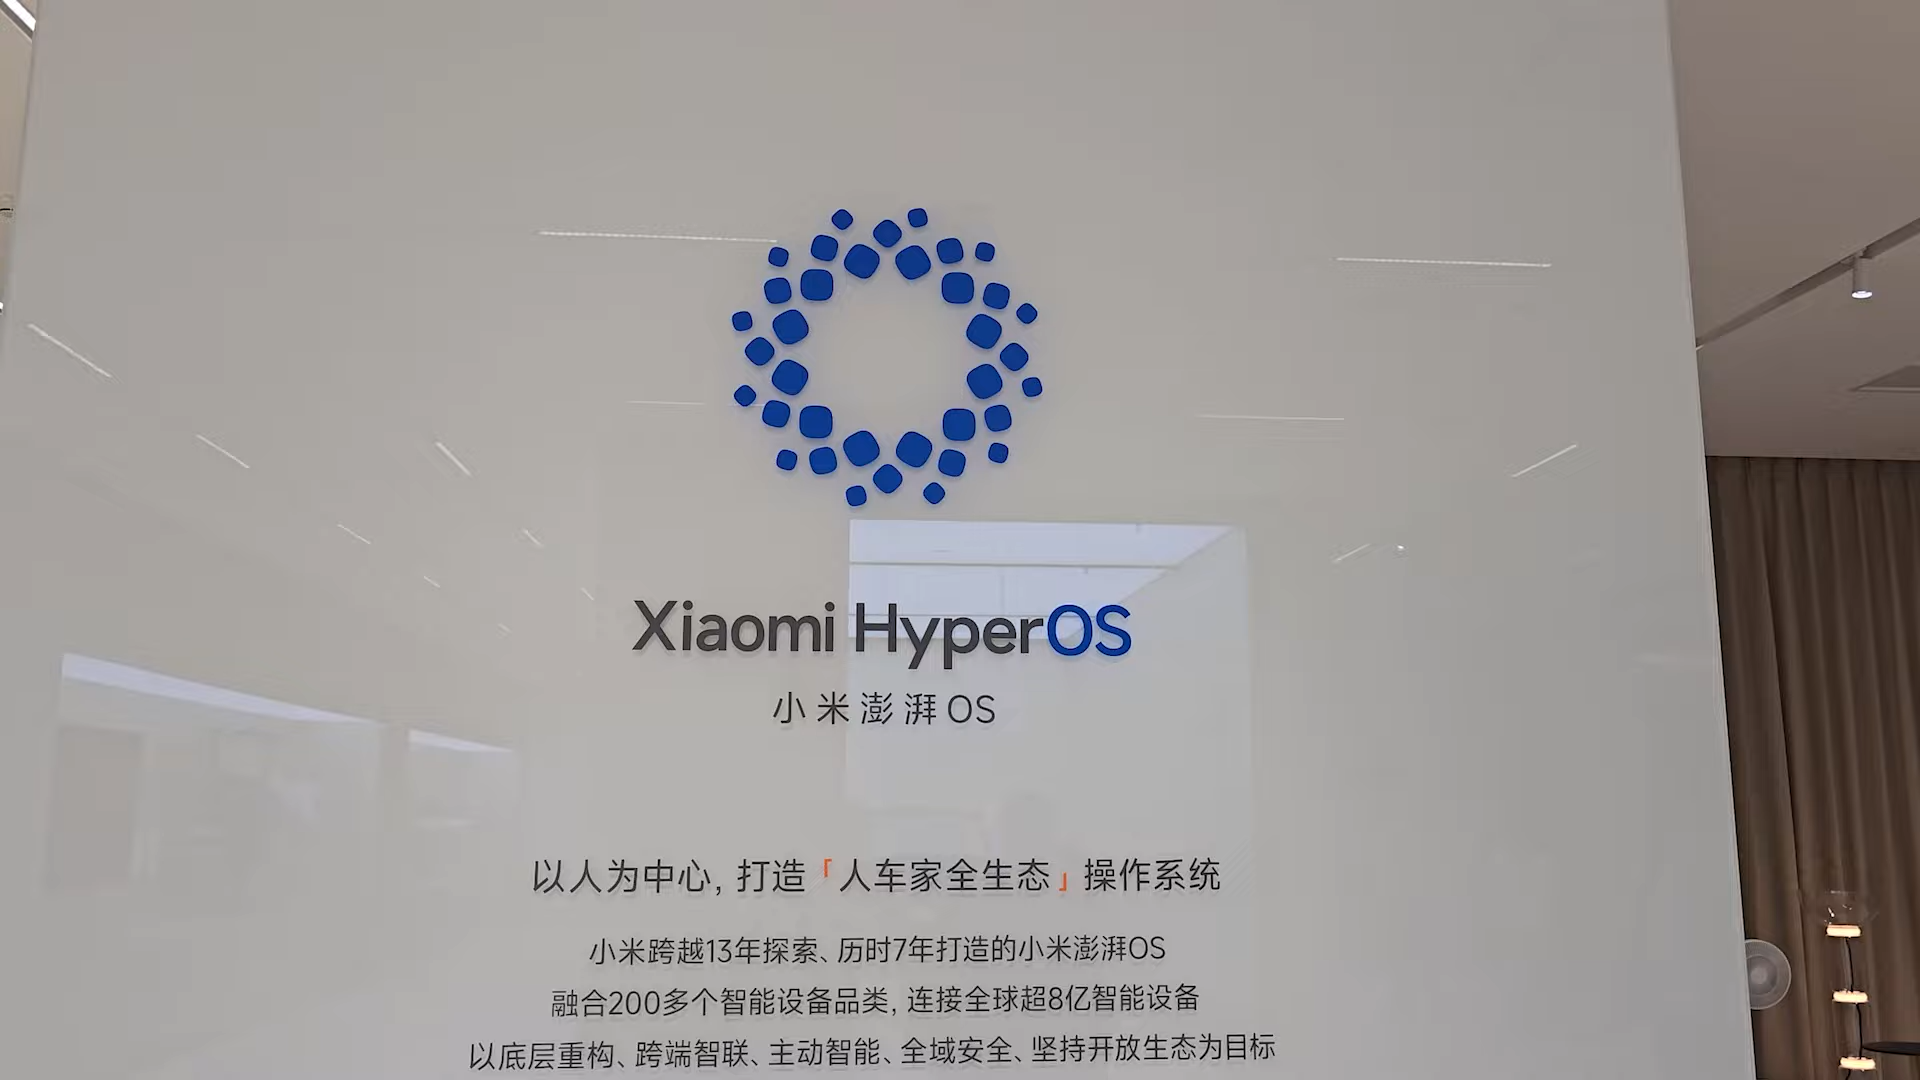 Xiaomi HyperOS
小米澎湃OS
以人为中心, 打造「人车家全生态」操作系统
小米跨越13年探索、历时7年打造的小米澎湃OS
融合200多个智能设备品类, 连接全球超8亿智能设备
以底层重构、跨端智联、主动智能、全域安全、坚持开放生态为目标